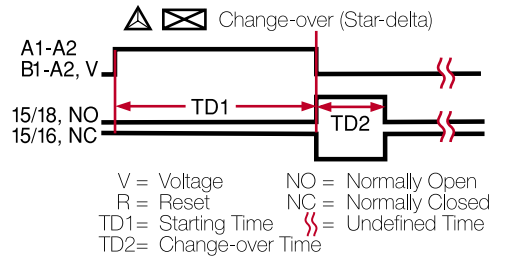 Change-over (Star-delta)
A1-A2
B1-A2, V
TD1
15/18, NO
15/16, NC
TD2
V = Voltage
NO = Normally Open
R = Reset
NC = Normally Closed
TD1= Starting Time
= Undefined Time
TD2= Change-over Time